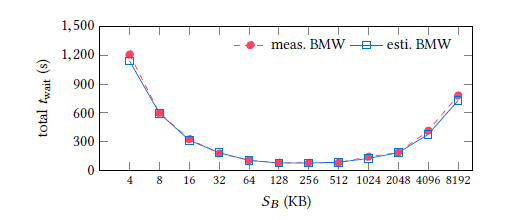 1,500
1,200
900
600
300
0
total t_wait (s)
meas. BMW
esti. BMW
4 8 16 32 64 128 256 512 1024 2048 4096 8192
S_B (KB)